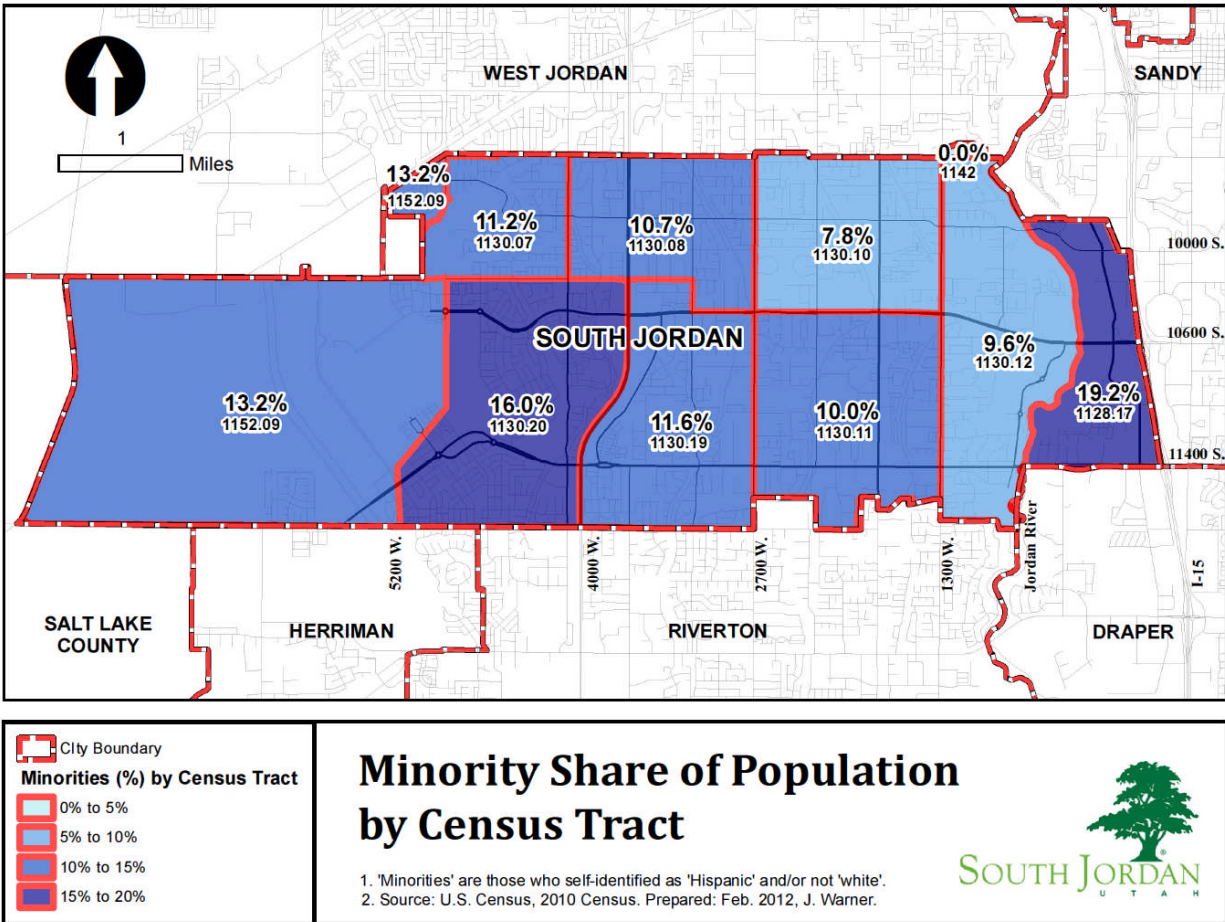 WEST JORDAN
SANDY
1
Miles
0.0%
1142
13.2%
1152.09
11.2%
1130.07
10.7%
1130.08
7.8%
1130.10
10000 S.
SOUTH JORDAN
10600 S.
9.6%
1130.12
13.2%
1152.09
16.0%
1130.20
11.6%
1130.19
10.0%
1130.11
19.2%
1128.17
11400 S.
5200 W.
4000 W.
2700 W.
1300 W.
Jordan River
I-15
SALT LAKE
COUNTY
HERRIMAN
RIVERTON
DRAPER
CIty Boundary
Minorities (%) by Census Tract
0% to 5%
5% to 10%
10% to 15%
15% to 20%
Minority Share of Population
by Census Tract
1. 'Minorities' are those who self-identified as 'Hispanic' and/or not 'white'.
2. Source: U.S. Census, 2010 Census. Prepared: Feb. 2012, J. Warner.
SOUTH JORDAN
UTAH